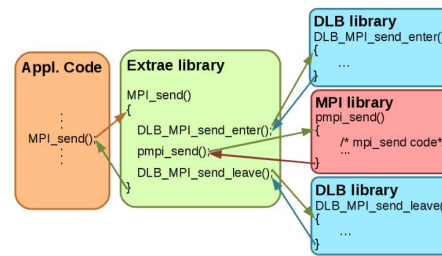 Appl. Code
:
MPI_send();
:
Extrae library
MPI_send()
{
DLB_MPI_send_enter();
pmpi_send();
DLB_MPI_send_leave();
}
DLB library
DLB_MPI_send_enter()
{
...
}
MPI library
pmpi_send()
{
/* mpi_send code*/
...
}
DLB library
DLB_MPI_send_leave()
{
...
}